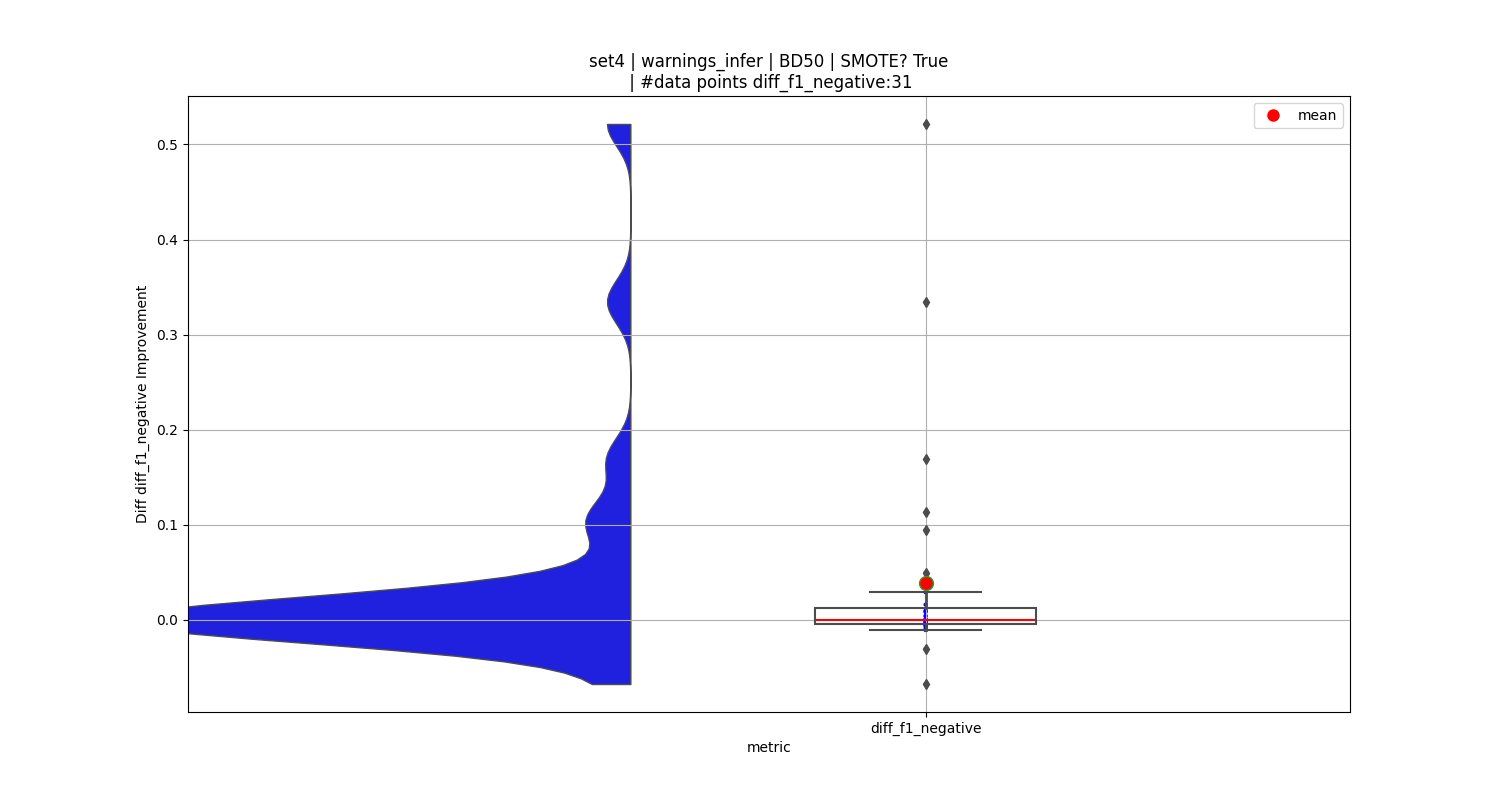 set4 | warnings_infer | BD50 | SMOTE? True
| #data points diff_f1_negative:31
mean
Diff diff_f1_negative Improvement
0.5
0.4
0.3
0.2
0.1
0.0
diff_f1_negative
metric